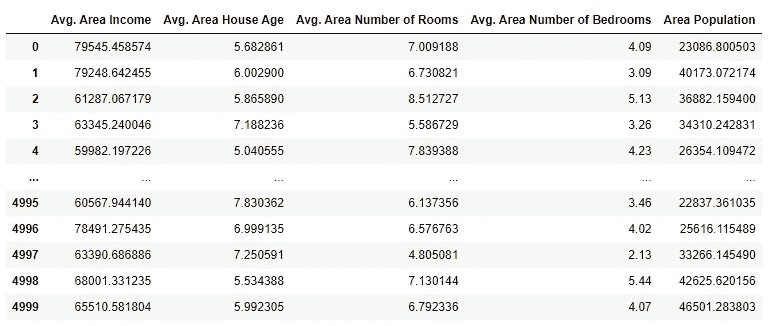 Avg. Area Income Avg. Area House Age Avg. Area Number of Rooms Avg. Area Number of Bedrooms Area Population
0 79545.458574 5.682861 7.009188 4.09 23086.800503
1 79248.642455 6.002900 6.730821 3.09 40173.072174
2 61287.067179 5.865890 8.512727 5.13 36882.159400
3 63345.240046 7.188236 5.586729 3.26 34310.242831
4 59982.197226 5.040555 7.839388 4.23 26354.109472
... ... ... ... ... ...
4995 60567.944140 7.830362 6.137356 3.46 22837.361035
4996 78491.275435 6.999135 6.576763 4.02 25616.115489
4997 63390.686886 7.250591 4.805081 2.13 33266.145490
4998 68001.331235 5.534388 7.130144 5.44 42625.620156
4999 65510.581804 5.992305 6.792336 4.07 46501.283803